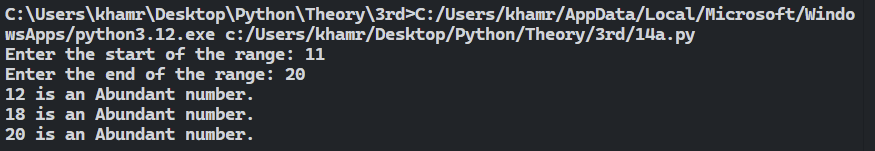 C:\Users\khamr\Desktop\Python\Theory\3rd>C:/Users/khamr/AppData/Local/Microsoft/Windo
wsApps/python3.12.exe c:/Users/khamr/Desktop/Python/Theory/3rd/14a.py
Enter the start of the range: 11
Enter the end of the range: 20
12 is an Abundant number.
18 is an Abundant number.
20 is an Abundant number.